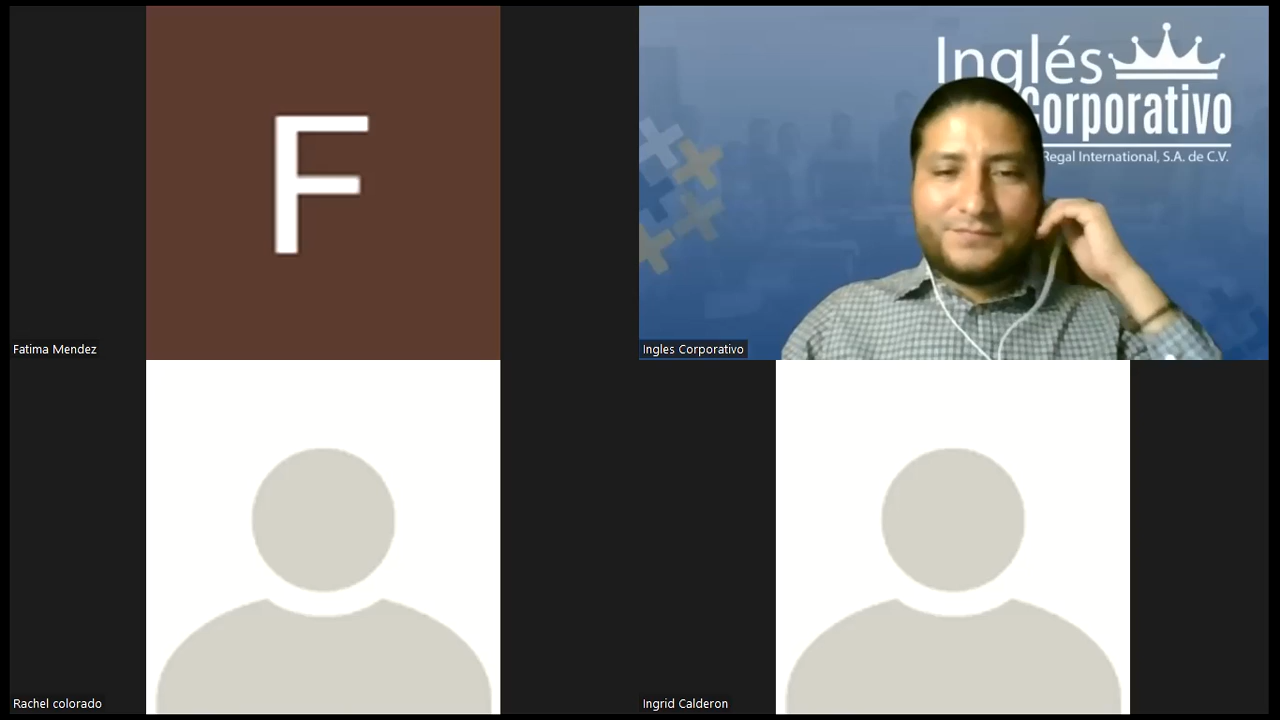 F
Fatima Mendez
Inglés
Corporativo
Regal International, S.A. de C.V.
Ingles Corporativo
Rachel colorado
Ingrid Calderon